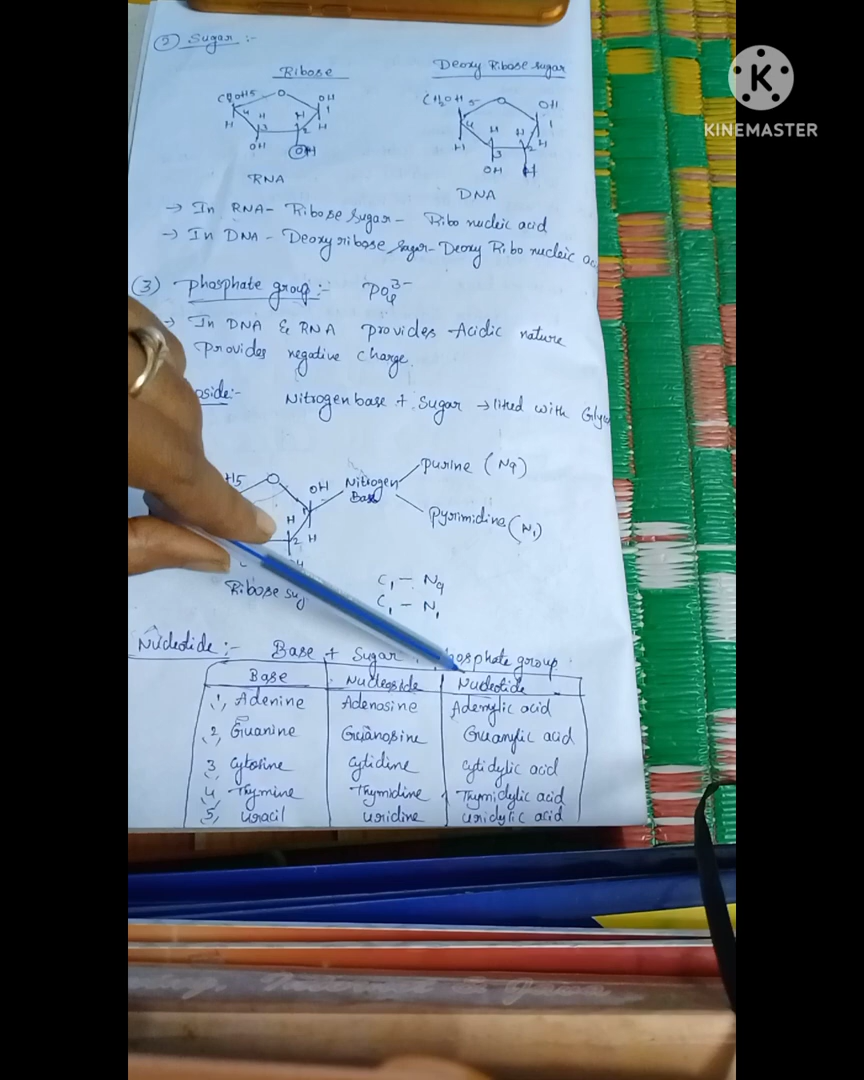 2) Sugar :-
Ribose
Deoxy Ribose sugar
CH2OH 5 O OH
4 H 1
H 3 2 H
OH OH
RNA
CH2OH 5 O OH
4 H H 1
H 3 2 H
OH H
DNA
→ In RNA - Ribose Sugar - Ribo nucleic acid
→ In DNA - Deoxy ribose sugar - Deoxy Ribo nucleic
(3) phosphate group :- PO4 3-
→ In DNA & RNA provides Acidic nature
provides negative charge.
oside:- Nitrogen base + Sugar → with
H5 O OH Nitrogen Base
purine (N9)
Pyrimidine (N1)
H 1
2 H
Ribose
C1 - N9
C1 - N1
Nucleotide :- Base + Sugar phosphate group
Base Nucleoside Nucleotide
1, Adenine Adenosine Adenylic acid
2, Guanine Guanosine Guanylic acid
3 Cytosine Cytidine Cytidylic acid
4, Thymine Thymidine Thymidylic acid
5, Uracil Uridine Uridylic acid
K
KINEMASTER